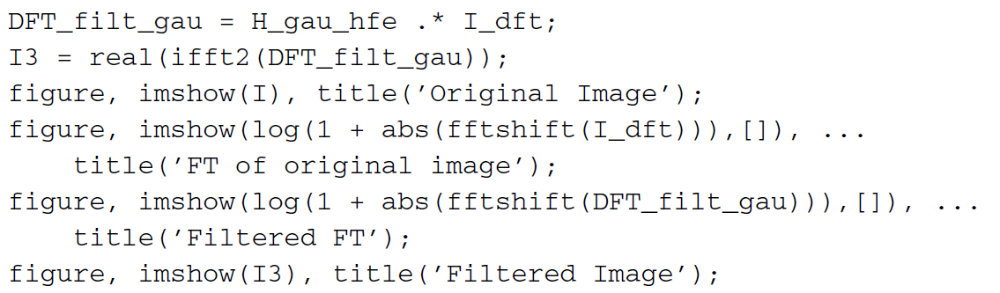 DFT_filt_gau = H_gau_hfe .* I_dft;
I3 = real(ifft2(DFT_filt_gau));
figure, imshow(I), title(’Original Image’);
figure, imshow(log(1 + abs(fftshift(I_dft))),[]), ...
    title(’FT of original image’);
figure, imshow(log(1 + abs(fftshift(DFT_filt_gau))),[]), ...
    title(’Filtered FT’);
figure, imshow(I3), title(’Filtered Image’);